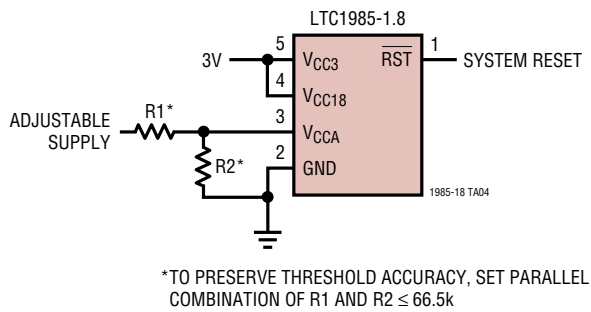 LTC1985-1.8
3V
5
VCC3
RST
1
SYSTEM RESET
4
VCC18
ADJUSTABLE
SUPPLY
R1*
3
VCCA
R2*
2
GND
1985-18 TA04
*TO PRESERVE THRESHOLD ACCURACY, SET PARALLEL
COMBINATION OF R1 AND R2 ≤ 66.5k